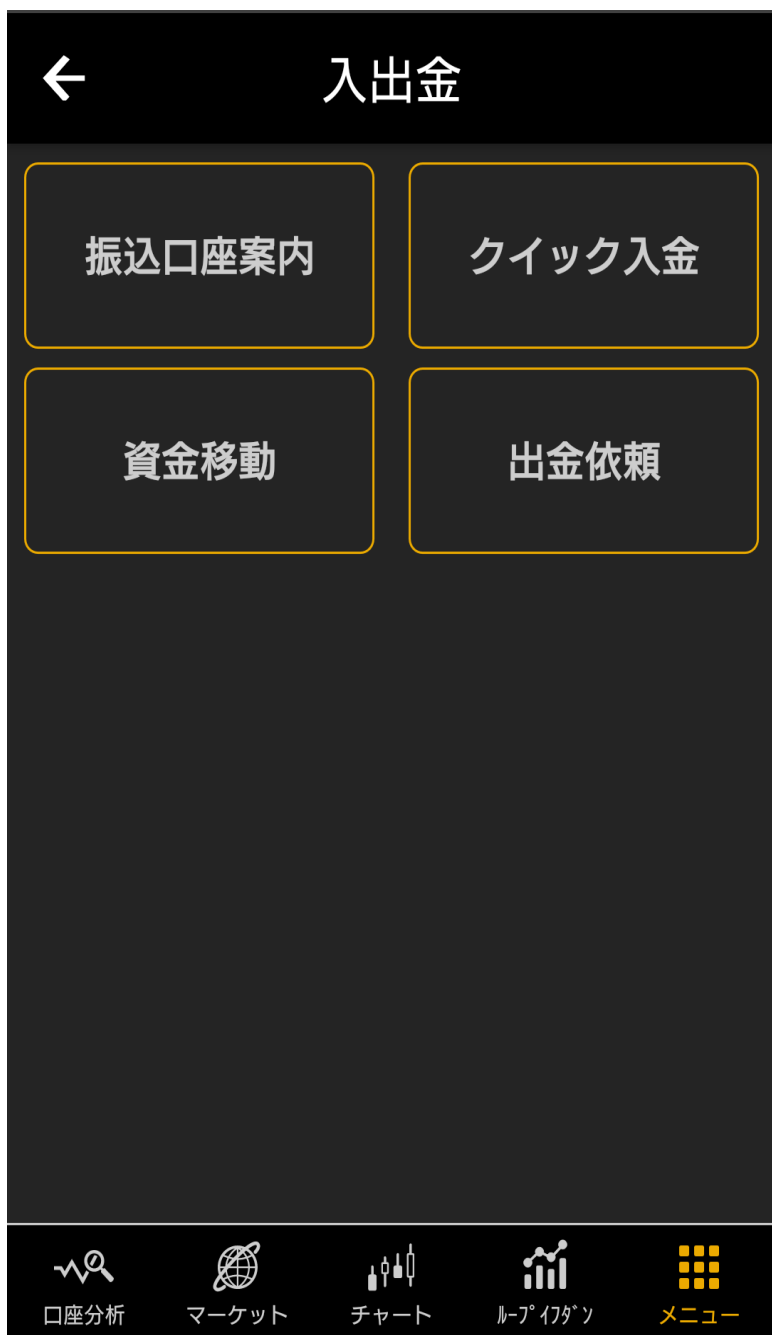 入出金
振込口座案内
クイック入金
資金移動
出金依頼
口座分析
マーケット
チャート
ﾙｰﾌﾟｲﾌﾀﾞﾝ
メニュー